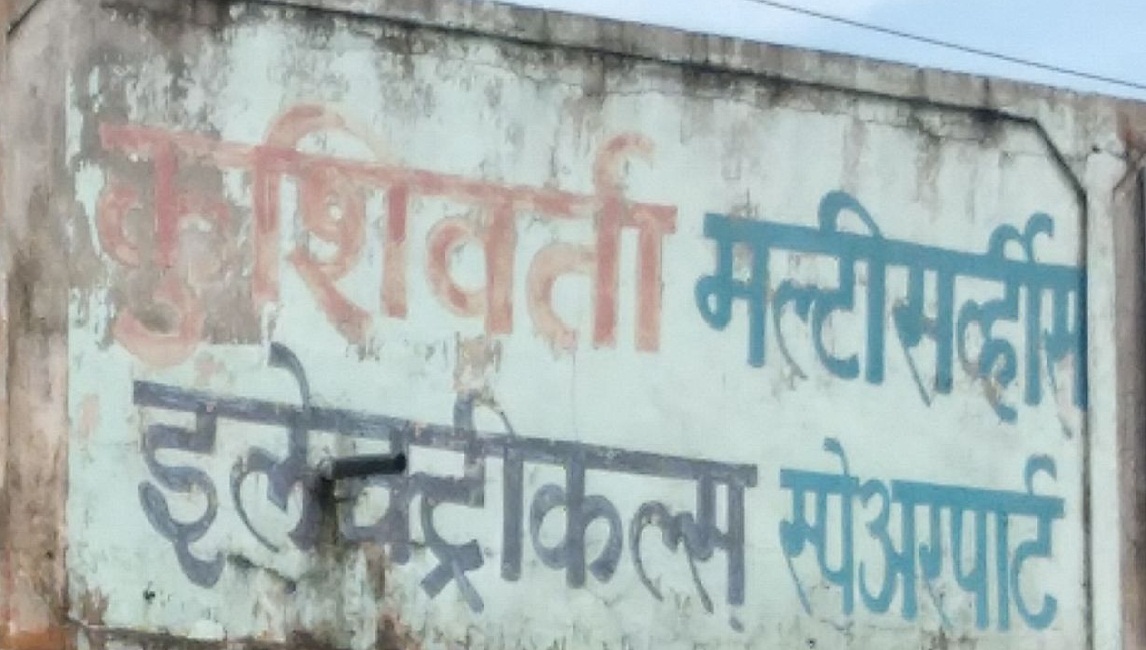 कुशिवर्ता मल्टीसर्व्हीस
इलेक्ट्रीकल्स स्पेअरपार्ट